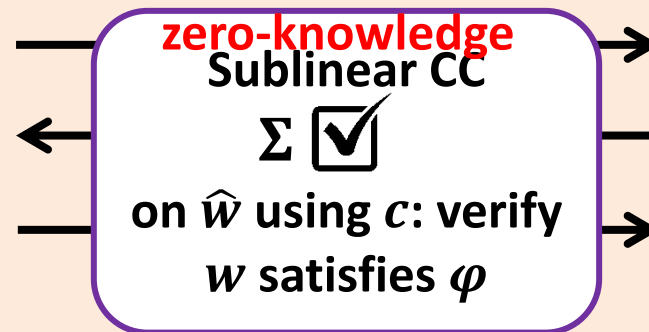 zero-knowledge
Sublinear CC
Σ
on ŵ using c: verify
w satisfies φ